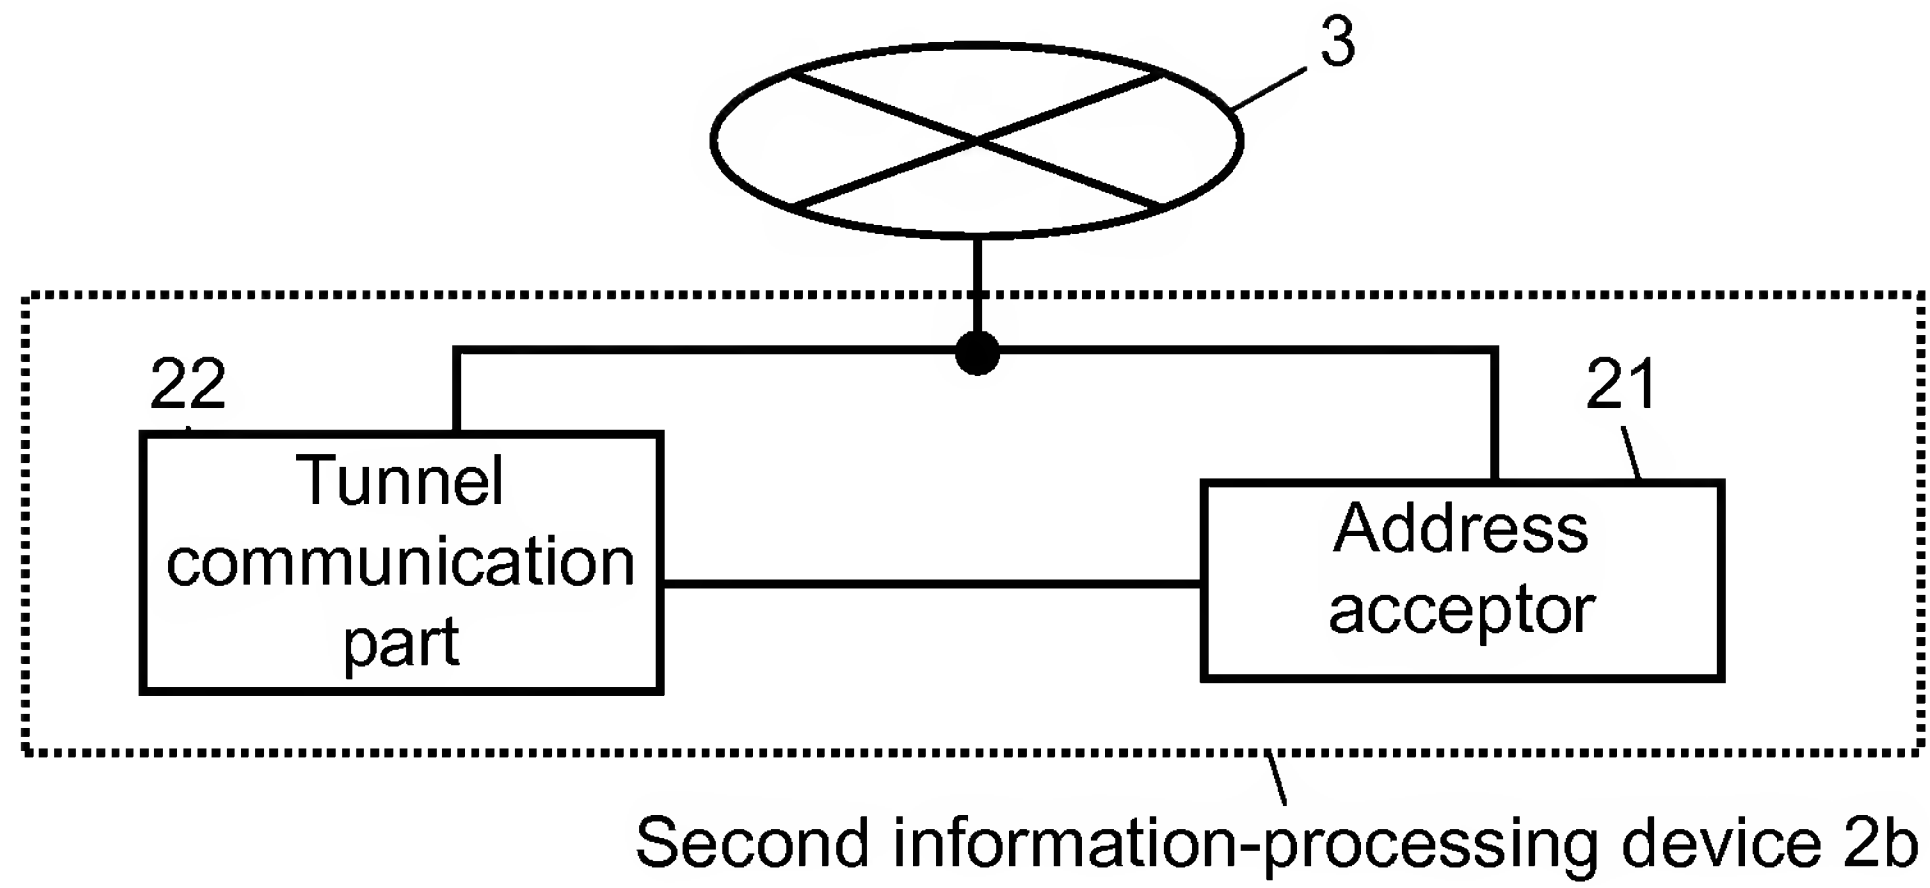 3
22
21
Tunnel
communication
part
Address
acceptor
Second information-processing device 2b